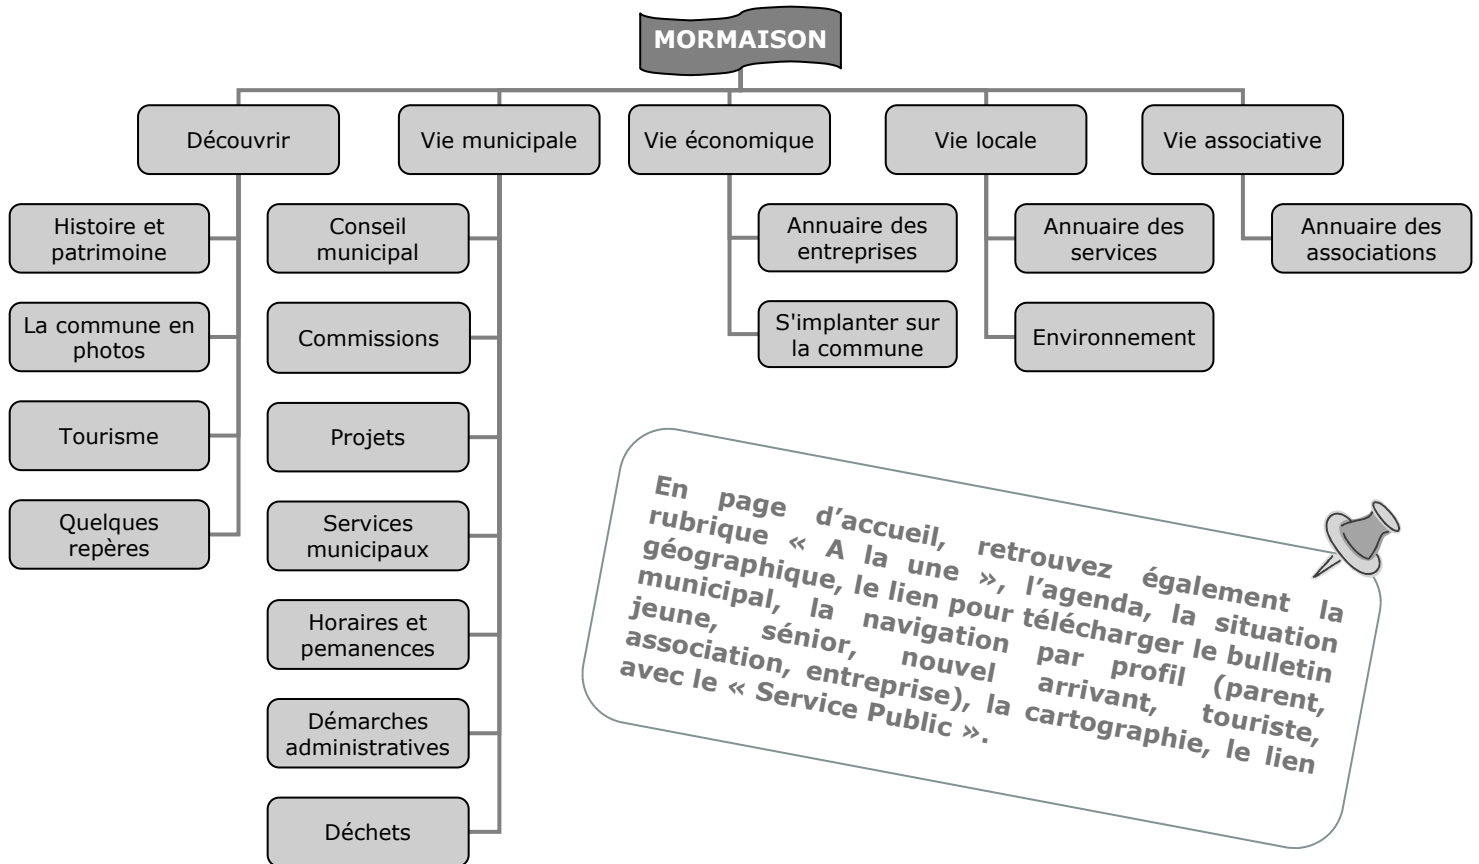 MORMAISON
Découvrir
Vie municipale
Vie économique
Vie locale
Vie associative
Histoire et
patrimoine
La commune en
photos
Tourisme
Quelques
repères
Conseil
municipal
Commissions
Projets
Services
municipaux
Horaires et
pemanences
Démarches
administratives
Déchets
Annuaire des
entreprises
S'implanter sur
la commune
Annuaire des
services
Environnement
Annuaire des
associations
En page d’accueil, retrouvez également la
rubrique « A la une », l’agenda, la situation
géographique, le lien pour télécharger le bulletin
municipal, la navigation par profil (parent,
jeune, sénior, nouvel arrivant, touriste,
association, entreprise), la cartographie, le lien
avec le « Service Public ».